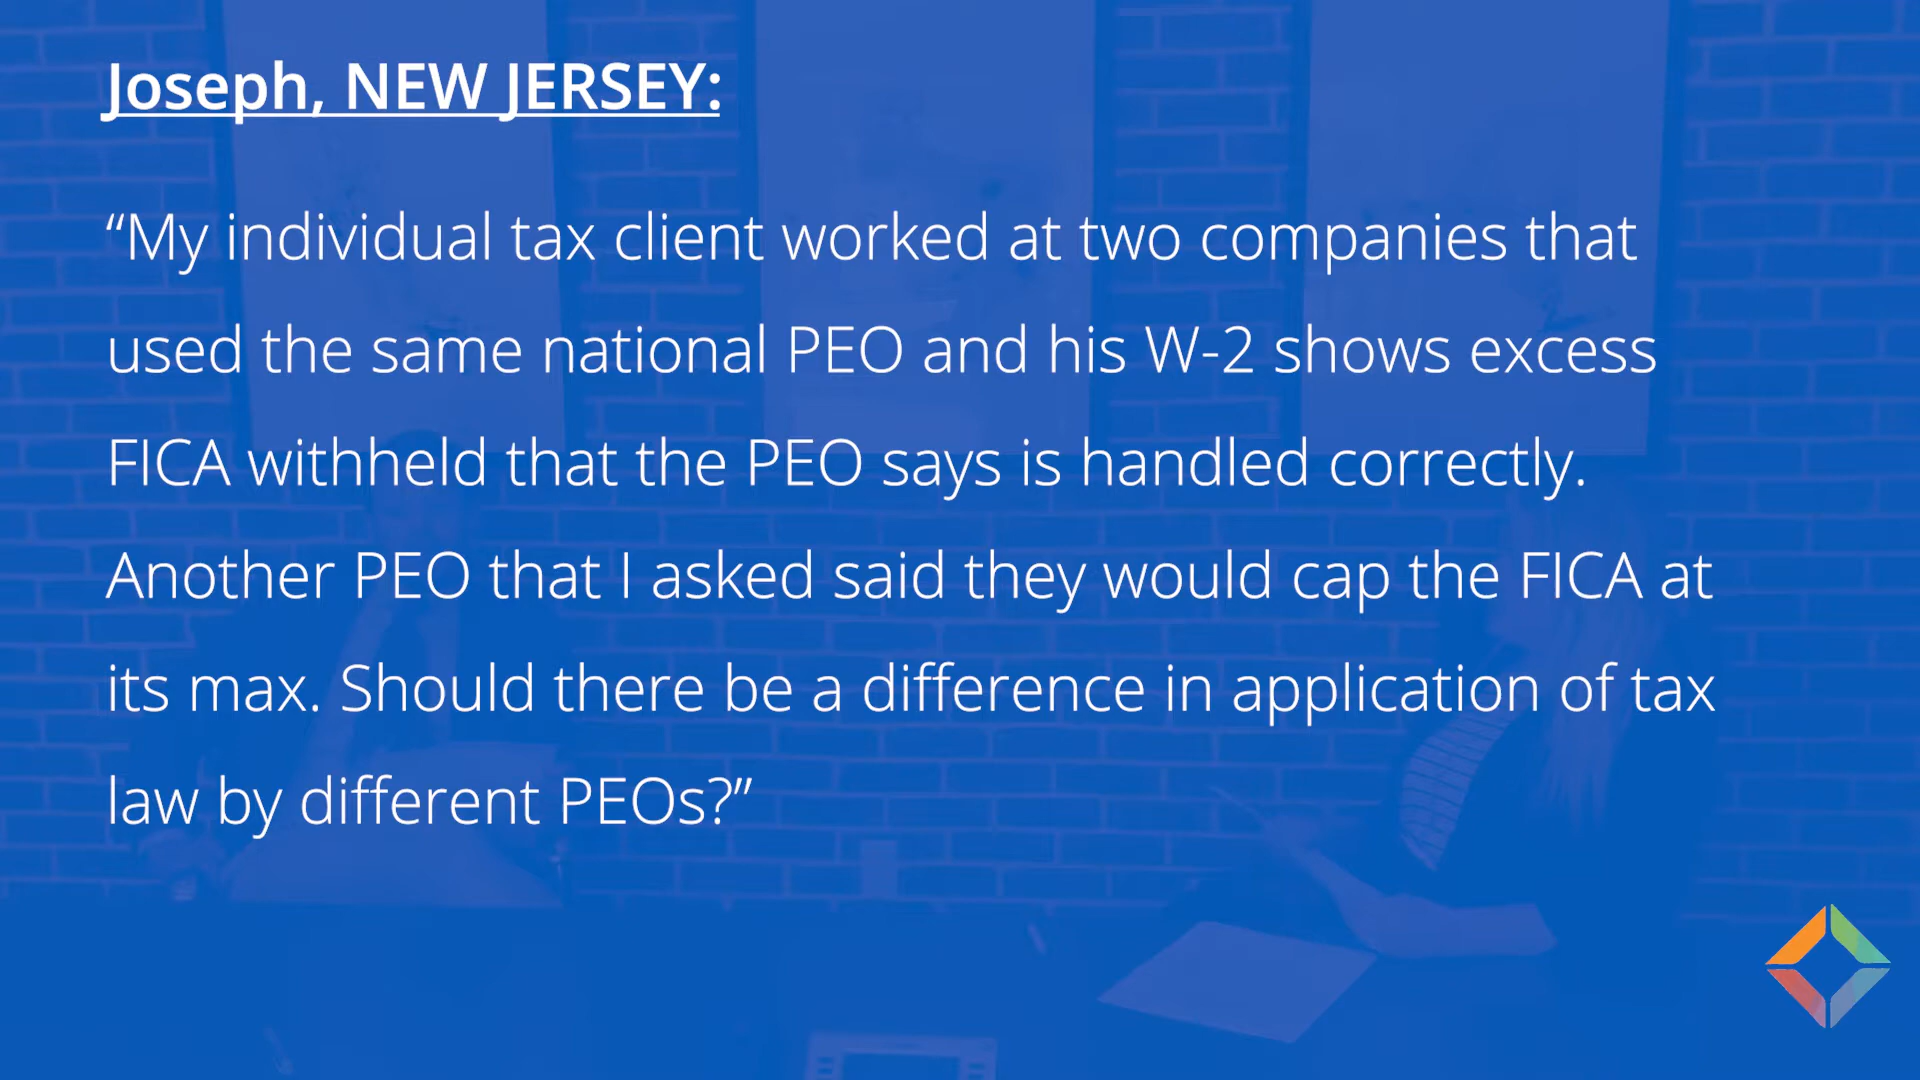 Joseph, NEW JERSEY:
“My individual tax client worked at two companies that
used the same national PEO and his W-2 shows excess
FICA withheld that the PEO says is handled correctly.
Another PEO that I asked said they would cap the FICA at
its max. Should there be a difference in application of tax
law by different PEOs?”